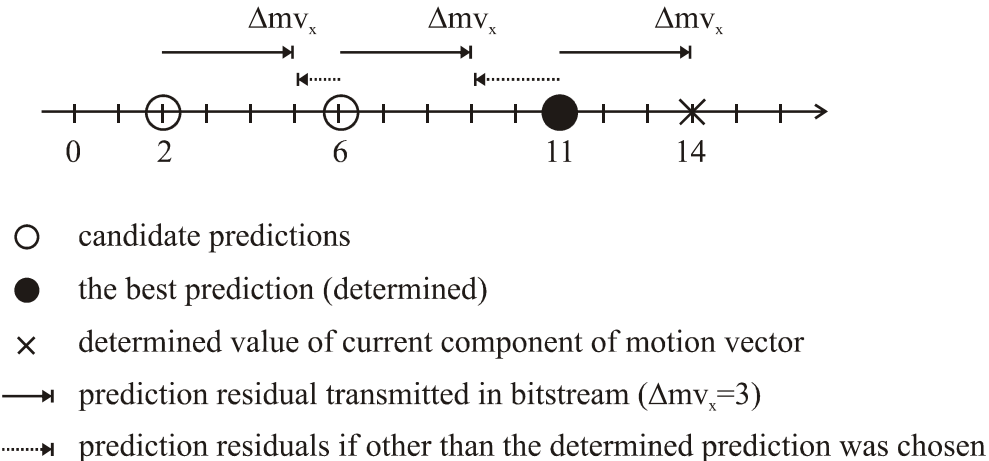 Δmvₓ Δmvₓ Δmvₓ
0 2 6 11 14
candidate predictions
the best prediction (determined)
determined value of current component of motion vector
prediction residual transmitted in bitstream (Δmvₓ=3)
prediction residuals if other than the determined prediction was chosen